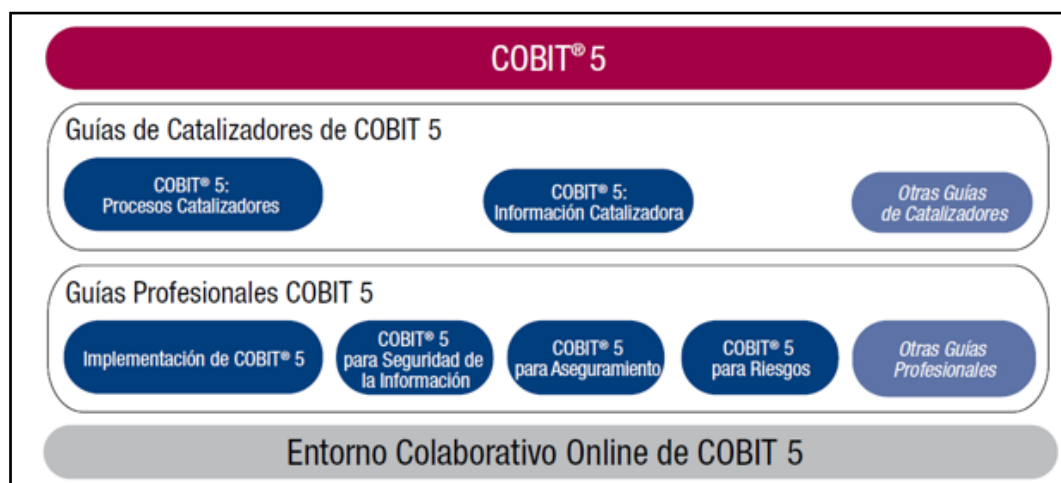 COBIT® 5
Guías de Catalizadores de COBIT 5
COBIT® 5:
Procesos Catalizadores
COBIT® 5:
Información Catalizadora
Otras Guías
de Catalizadores
Guías Profesionales COBIT 5
Implementación de COBIT® 5
COBIT® 5
para Seguridad de
la Información
COBIT® 5
para Aseguramiento
COBIT® 5
para Riesgos
Otras Guías
Profesionales
Entorno Colaborativo Online de COBIT 5